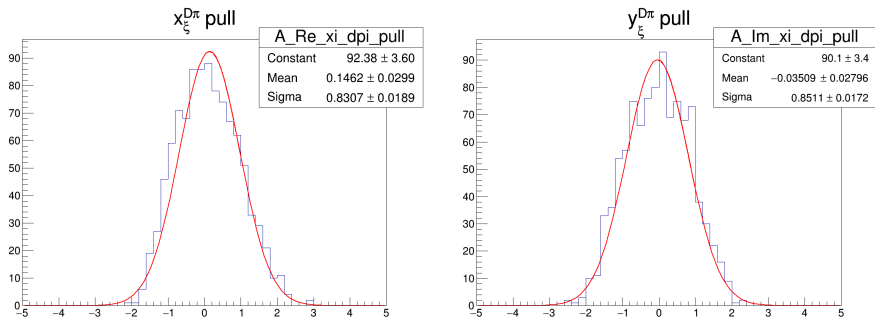 x_ξ^{Dπ} pull
A_Re_xi_dpi_pull
Constant 92.38 ± 3.60
Mean 0.1462 ± 0.0299
Sigma 0.8307 ± 0.0189
90
80
70
60
50
40
30
20
10
0
−5 −4 −3 −2 −1 0 1 2 3 4 5
y_ξ^{Dπ} pull
A_Im_xi_dpi_pull
Constant 90.1 ± 3.4
Mean −0.03509 ± 0.02796
Sigma 0.8511 ± 0.0172
90
80
70
60
50
40
30
20
10
0
−5 −4 −3 −2 −1 0 1 2 3 4 5